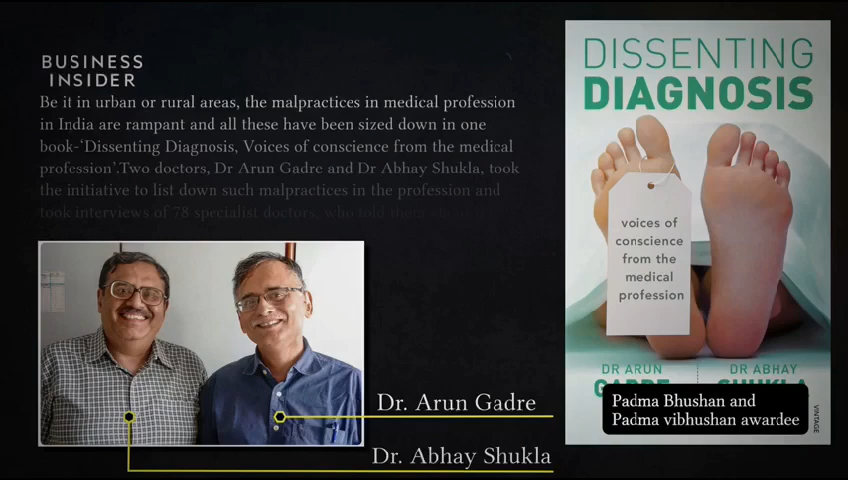 BUSINESS
INSIDER
Be it in urban or rural areas, the malpractices in medical profession
in India are rampant and all these have been sized down in one
book-'Dissenting Diagnosis, Voices of conscience from the medical
profession'.Two doctors, Dr Arun Gadre and Dr Abhay Shukla, took
the initiative to list down such malpractices in the profession and
took interviews of 78 specialist doctors, who told them about
DISSENTING
DIAGNOSIS
voices of
conscience
from the
medical
profession
DR ARUN
GADRE
DR ABHAY
SHUKLA
VINTAGE
Padma Bhushan and
Padma vibhushan awardee
Dr. Arun Gadre
Dr. Abhay Shukla